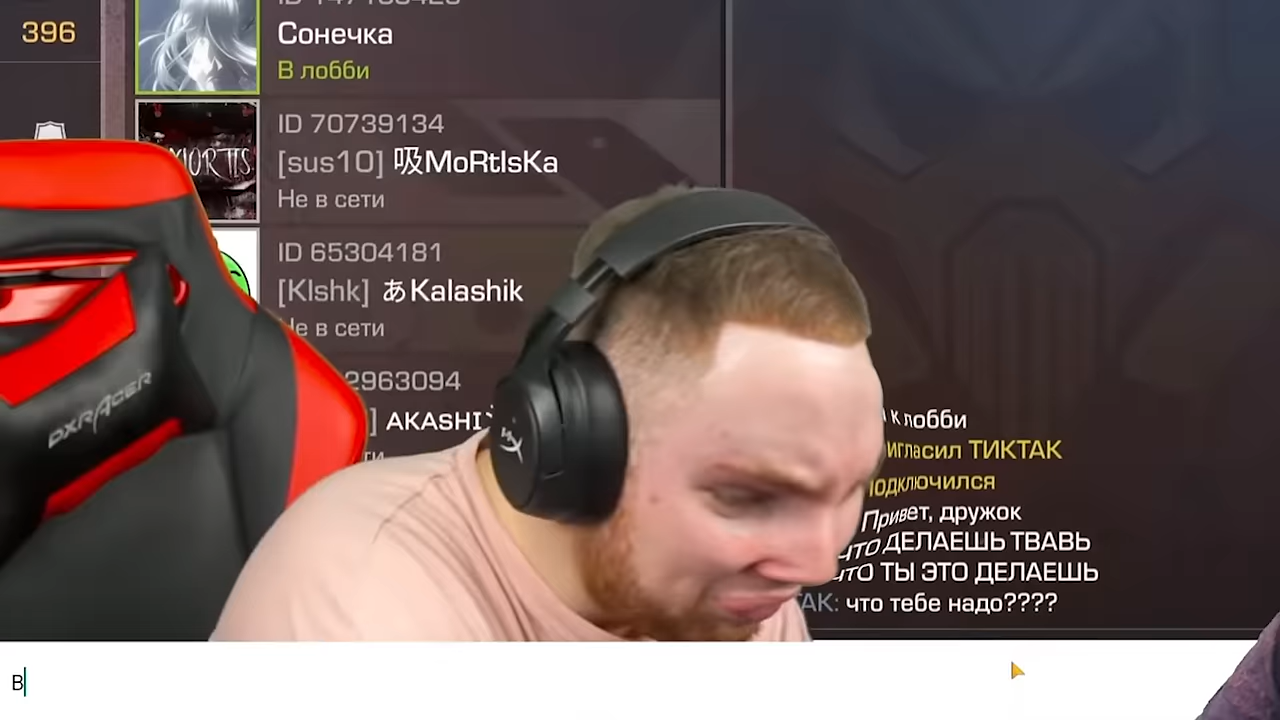 396
Сонечка
В лобби
MORTIS
ID 70739134
[sus10] 吸MoRtIsKa
Не в сети
ID 65304181
[Klshk] あKalashik
Не в сети
2963094
] AKASHI
DXRACER
к лобби
игласил ТИКТАК
Подключился
Привет, дружок
ЧТО ДЕЛАЕШЬ ТВАВЬ
ЧТО ТЫ ЭТО ДЕЛАЕШЬ
ТАК: что тебе надо????
В